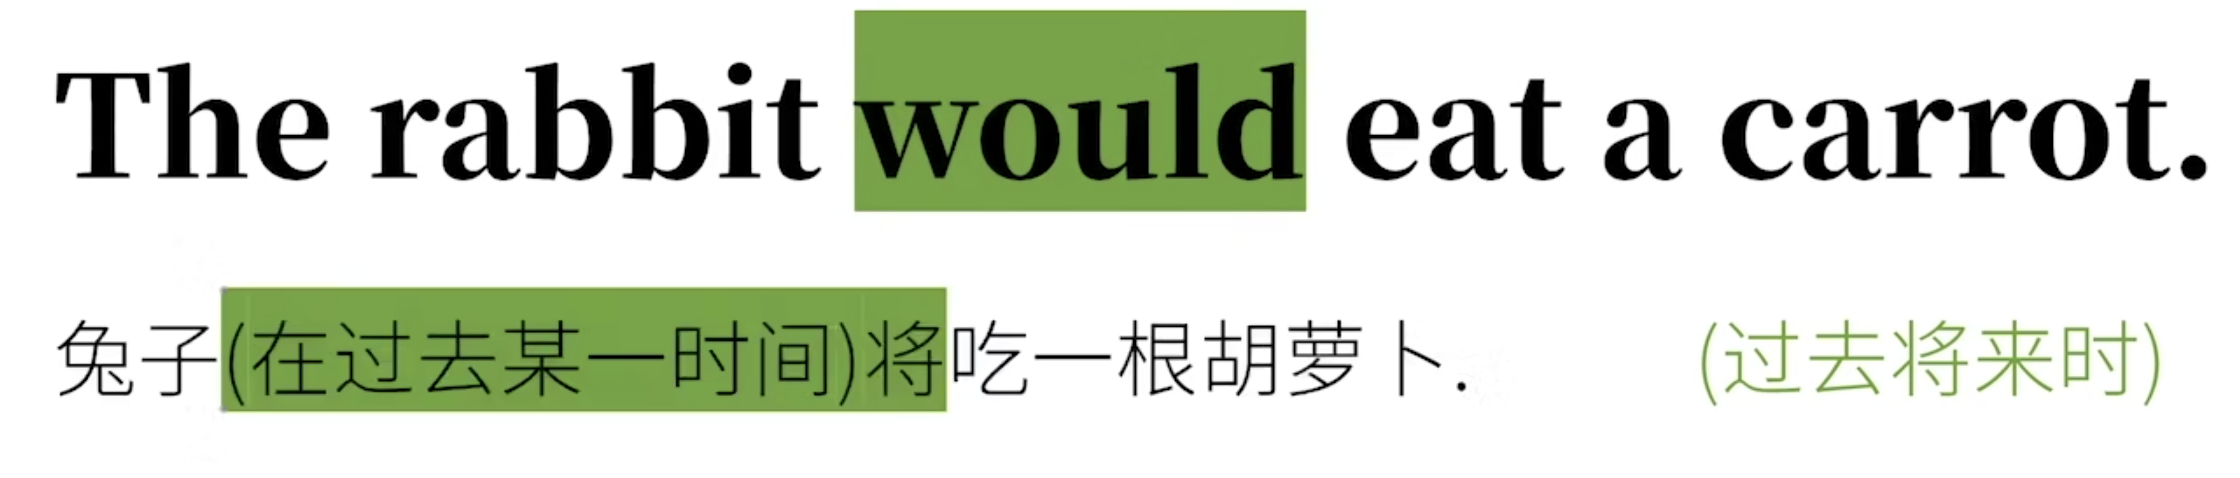 The rabbit would eat a carrot.
兔子(在过去某一时间)将吃一根胡萝卜. (过去将来时)